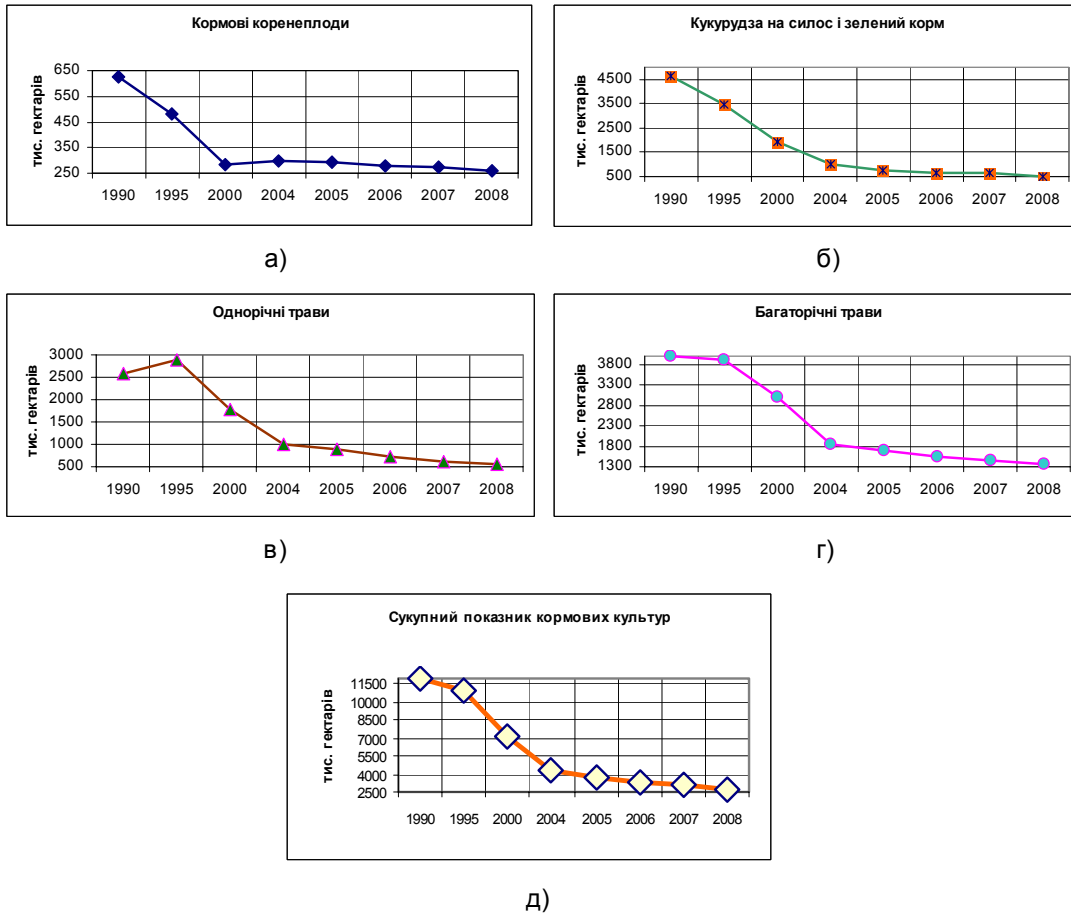 Кормові коренеплоди
тис. гектарів
650
550
450
350
250
1990 1995 2000 2004 2005 2006 2007 2008
а)
Кукурудза на силос і зелений корм
тис. гектарів
4500
3500
2500
1500
500
1990 1995 2000 2004 2005 2006 2007 2008
б)
Однорічні трави
тис. гектарів
3000
2500
2000
1500
1000
500
1990 1995 2000 2004 2005 2006 2007 2008
в)
Багаторічні трави
тис. гектарів
3800
3300
2800
2300
1800
1300
1990 1995 2000 2004 2005 2006 2007 2008
г)
Сукупний показник кормових культур
тис. гектарів
11500
10000
8500
7000
5500
4000
2500
1990 1995 2000 2004 2005 2006 2007 2008
д)